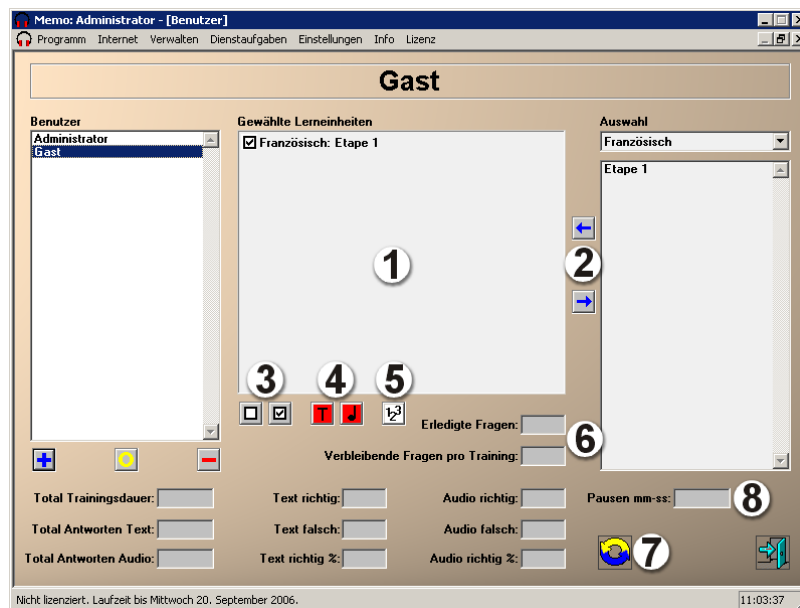 Memo: Administrator - [Benutzer]
Programm Internet Verwalten Dienstaufgaben Einstellungen Info Lizenz
Gast
Benutzer
Administrator
Gast
Gewählte Lerneinheiten
Französisch: Etape 1
Auswahl
Französisch
Etape 1
1
2
3
4
5
T
123
Erledigte Fragen:
6
Verbleibende Fragen pro Training:
Total Trainingsdauer:
Text richtig:
Audio richtig:
Pausen mm-ss:
8
Total Antworten Text:
Text falsch:
Audio falsch:
7
Total Antworten Audio:
Text richtig %:
Audio richtig %:
Nicht lizenziert. Laufzeit bis Mittwoch 20. September 2006.
11:03:37